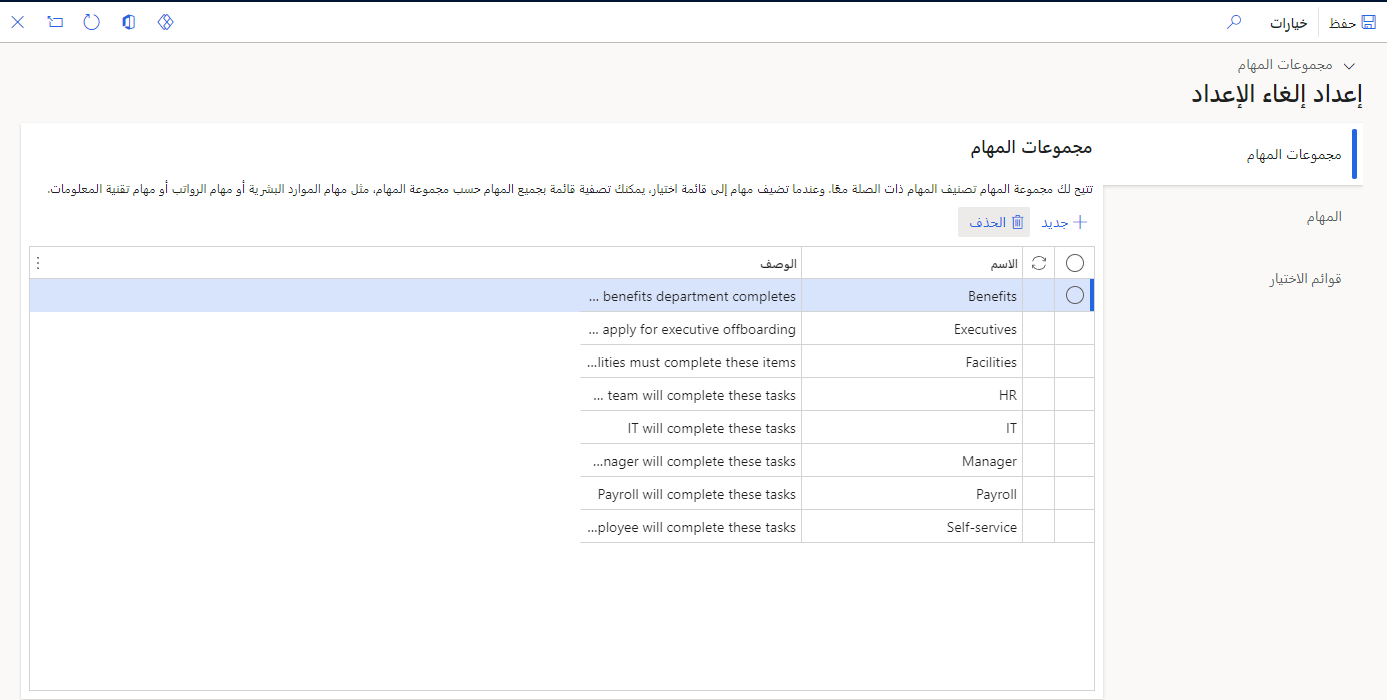 حفظ
خيارات
مجموعات المهام
إعداد إلغاء الإعداد
مجموعات المهام
المهام
قوائم الاختيار
مجموعات المهام
تتيح لك مجموعة المهام تصنيف المهام ذات الصلة معًا. وعندما تضيف مهام إلى قائمة اختيار، يمكنك تصفية قائمة بجميع المهام حسب مجموعة المهام، مثل مهام الموارد البشرية أو مهام الرواتب أو مهام تقنية المعلومات.
جديد الحذف
الاسم الوصف
Benefits benefits department completes ...
Executives apply for executive offboarding ...
Facilities ...lities must complete these items
HR team will complete these tasks ...
IT IT will complete these tasks
Manager ...nager will complete these tasks
Payroll Payroll will complete these tasks
Self-service ...ployee will complete these tasks